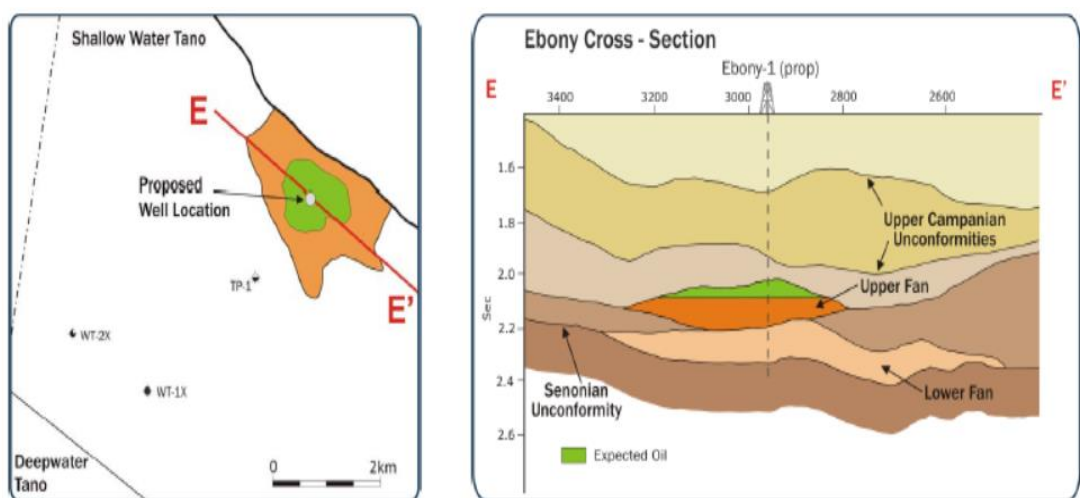 Shallow Water Tano
E
Proposed
Well Location
TP-1
E'
WT-2X
WT-1X
Deepwater
Tano
0 2km
Ebony Cross - Section
Ebony-1 (prop)
E E'
3400 3200 3000 2800 2600
1.6
1.8
2.0
2.2
2.4
2.6
Sec
Upper Campanian
Unconformities
Upper Fan
Senonian
Unconformity
Lower Fan
Expected Oil